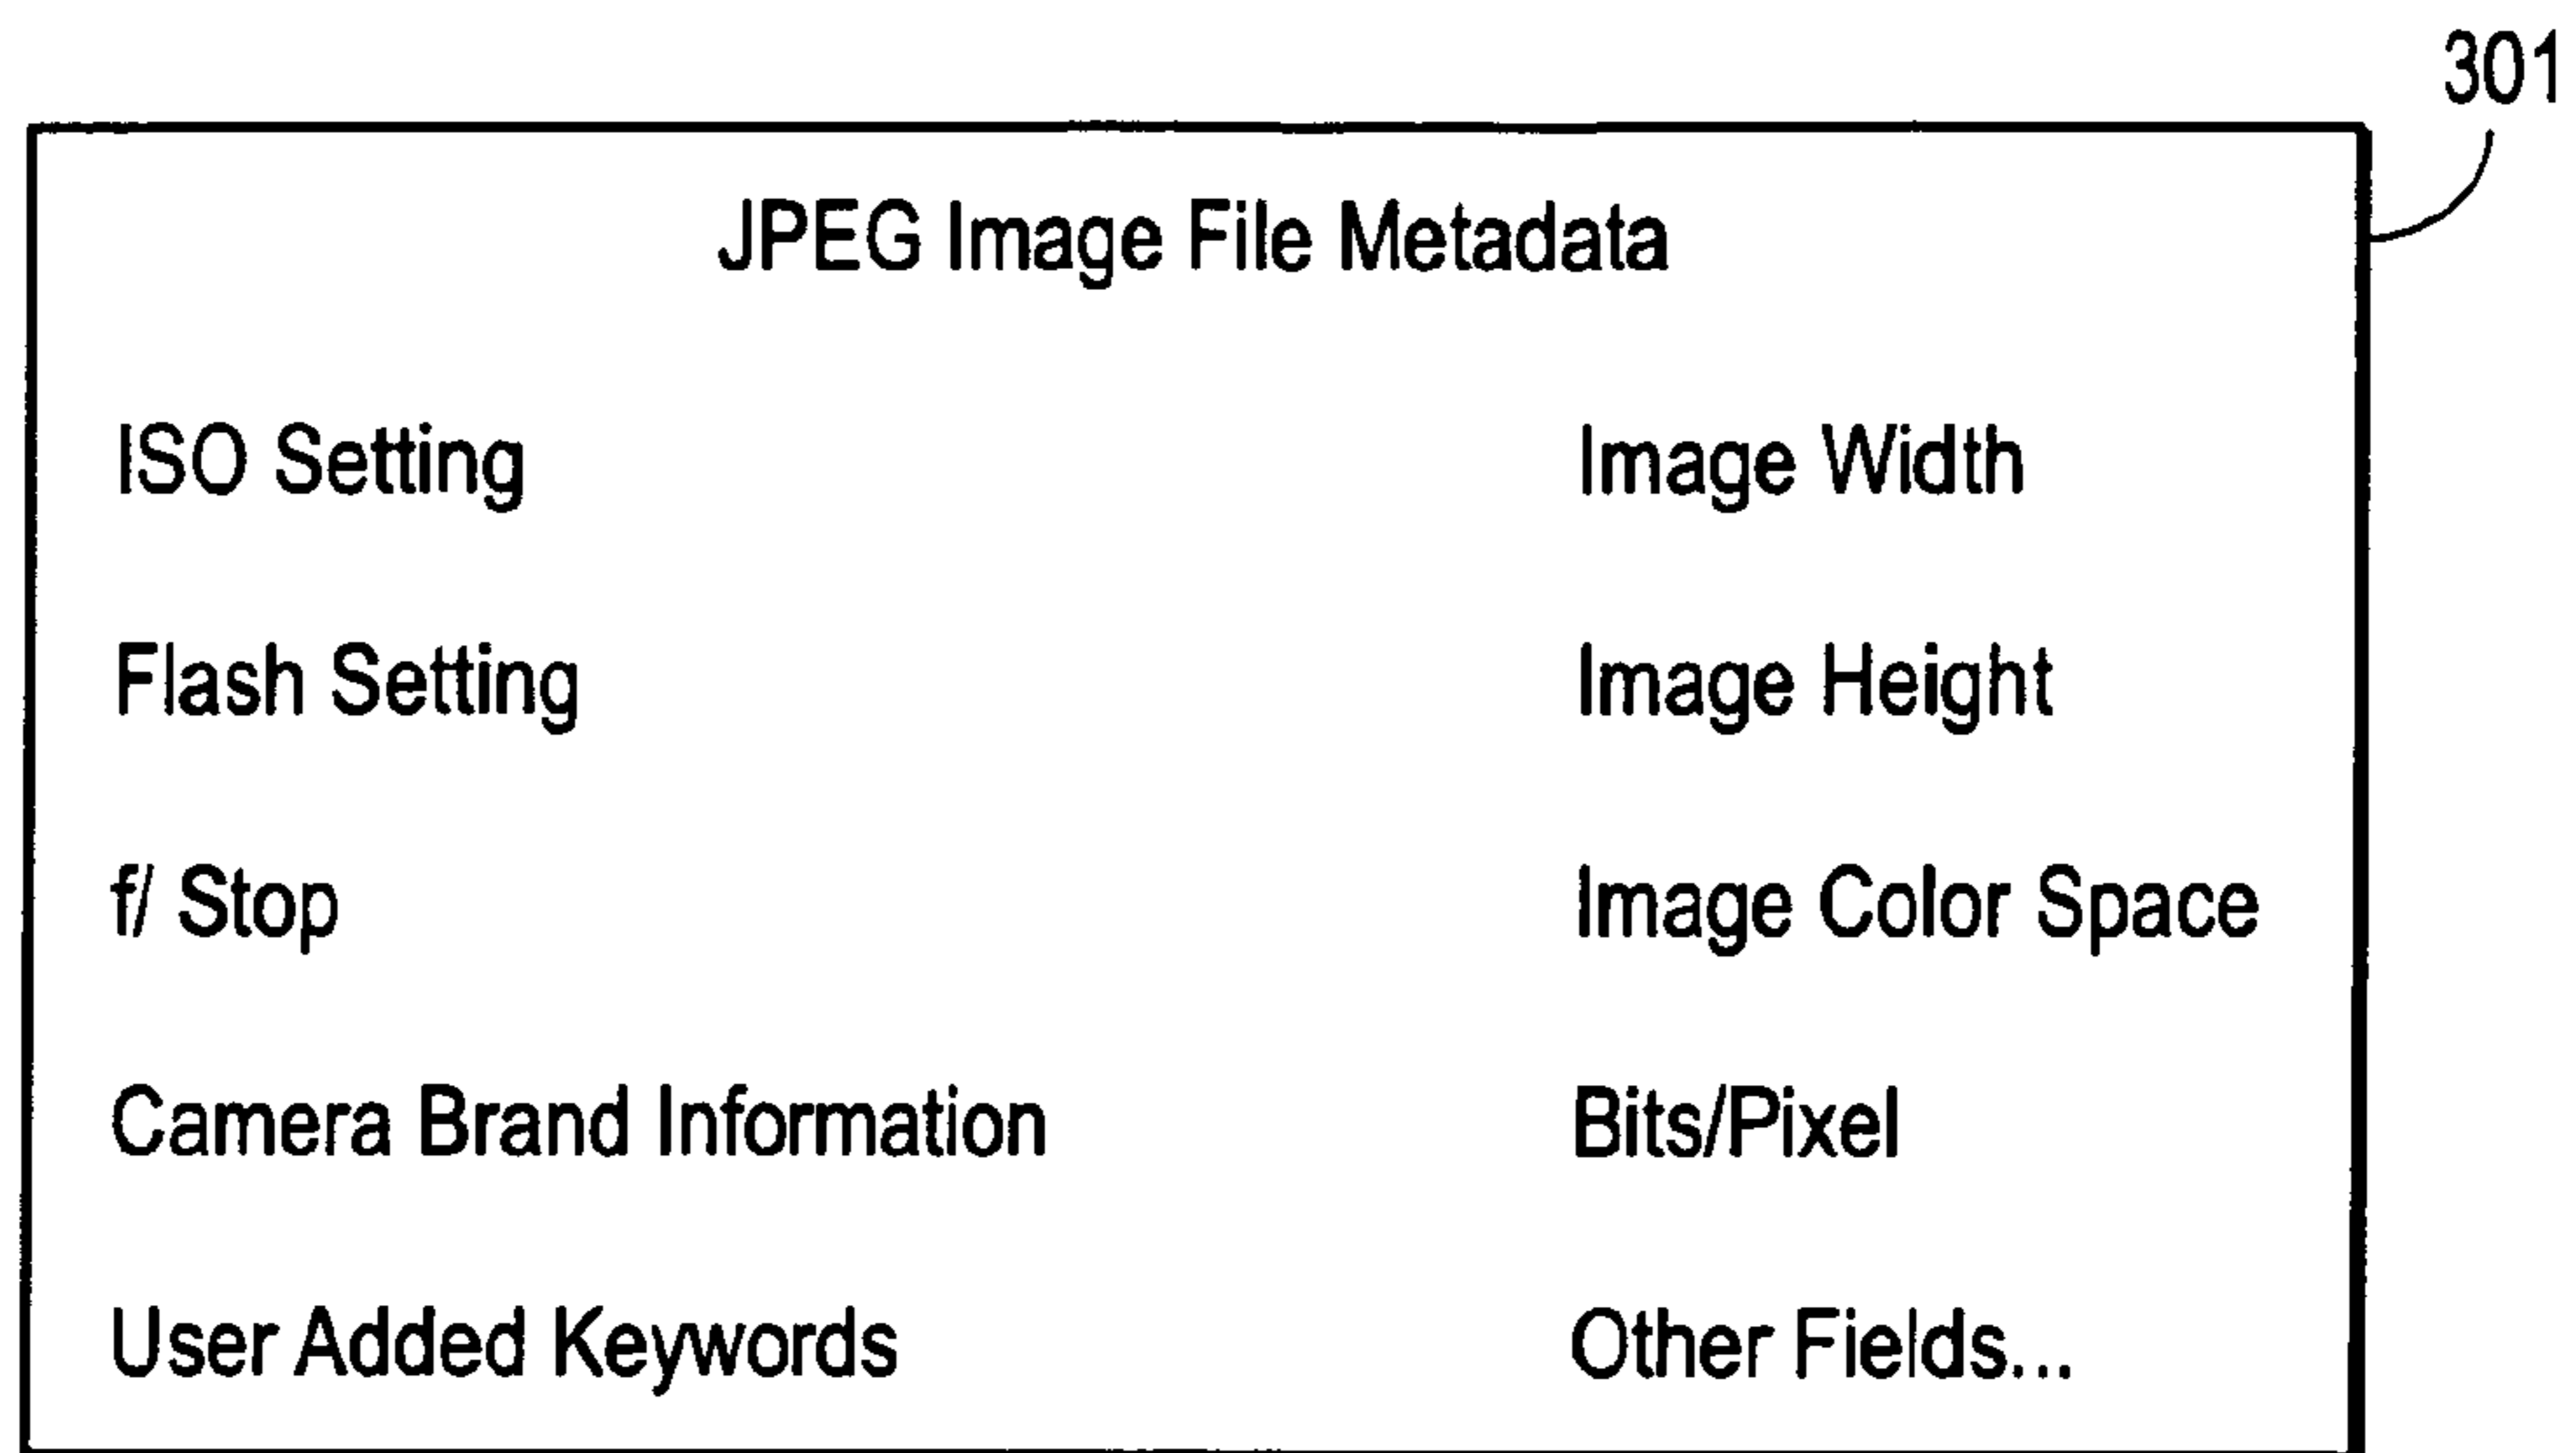 301
JPEG Image File Metadata
ISO Setting
Image Width
Flash Setting
Image Height
f/ Stop
Image Color Space
Camera Brand Information
Bits/Pixel
User Added Keywords
Other Fields...